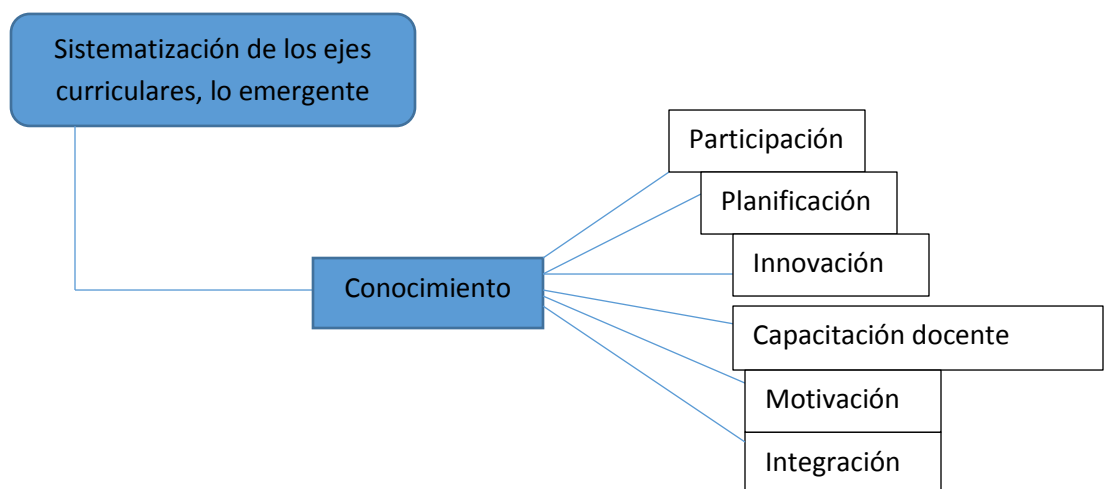 Sistematización de los ejes
curriculares, lo emergente
Participación
Planificación
Innovación
Conocimiento
Capacitación docente
Motivación
Integración